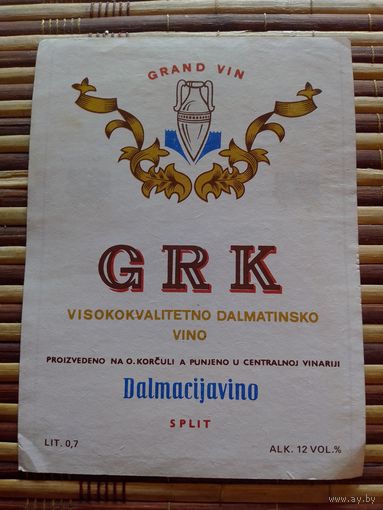 GRAND VIN
GRK
VISOKOKVALITETNO DALMATINSKO
VINO
PROIZVEDENO NA O. KORČULI A PUNJENO U CENTRALNOJ VINARIJI
Dalmacijavino
SPLIT
LIT. 0,7
ALK. 12 VOL.%
www.ay.by